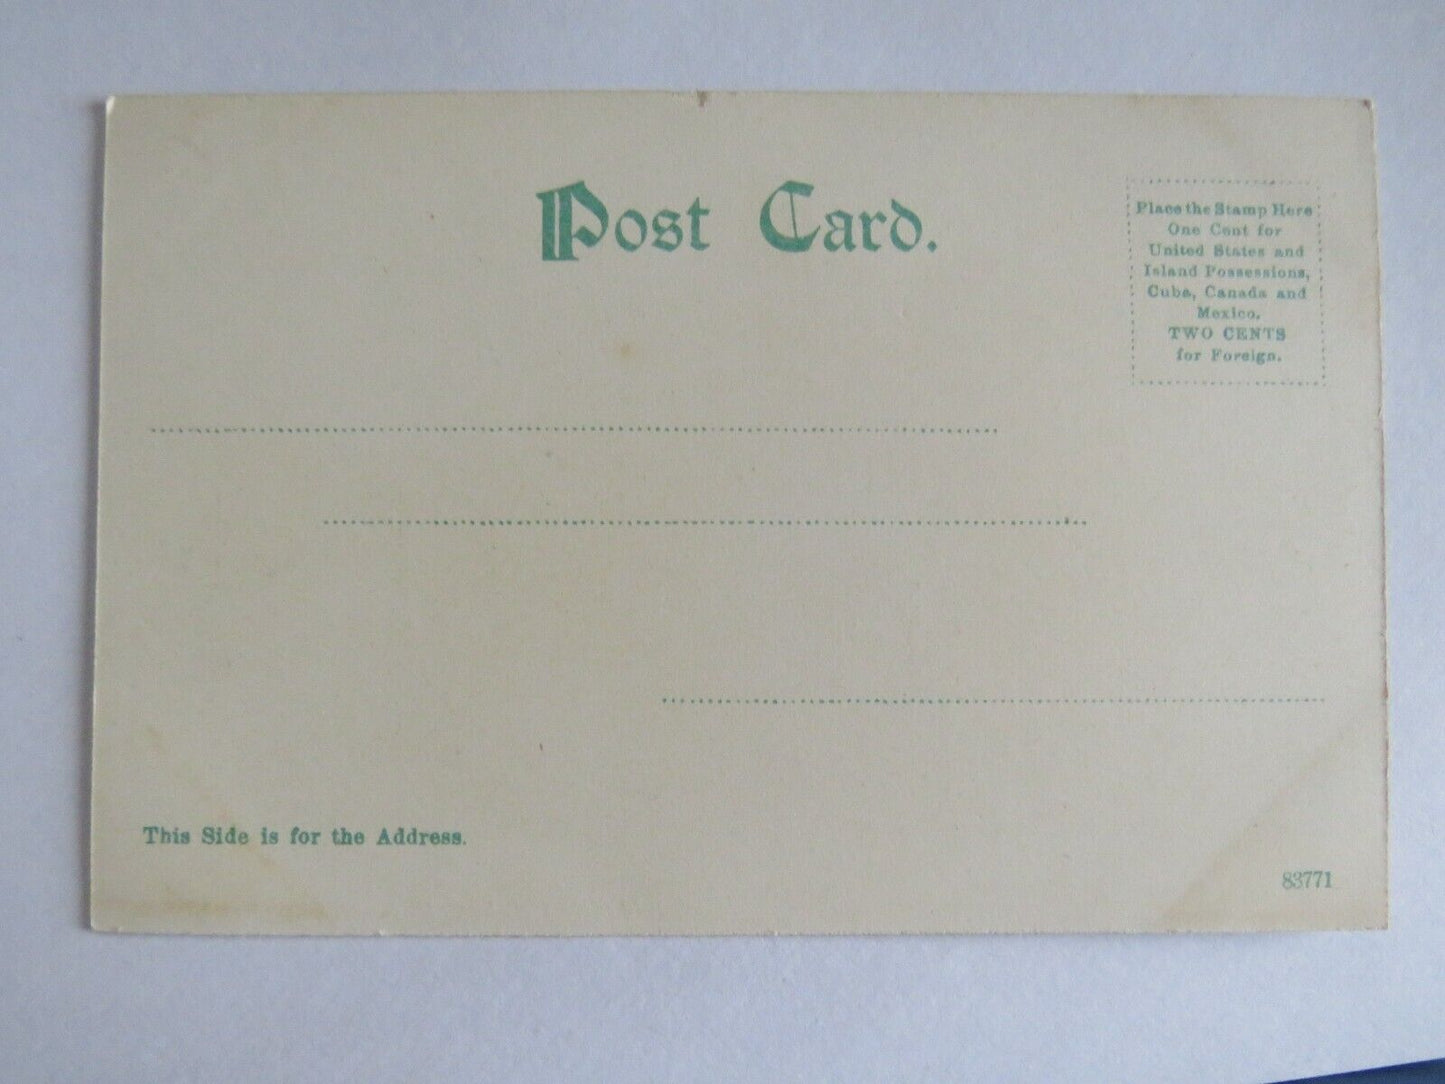 Post Card.
Place the Stamp Here
One Cent for
United States and
Island Possessions,
Cuba, Canada and
Mexico.
TWO CENTS
for Foreign.
This Side is for the Address.
83771